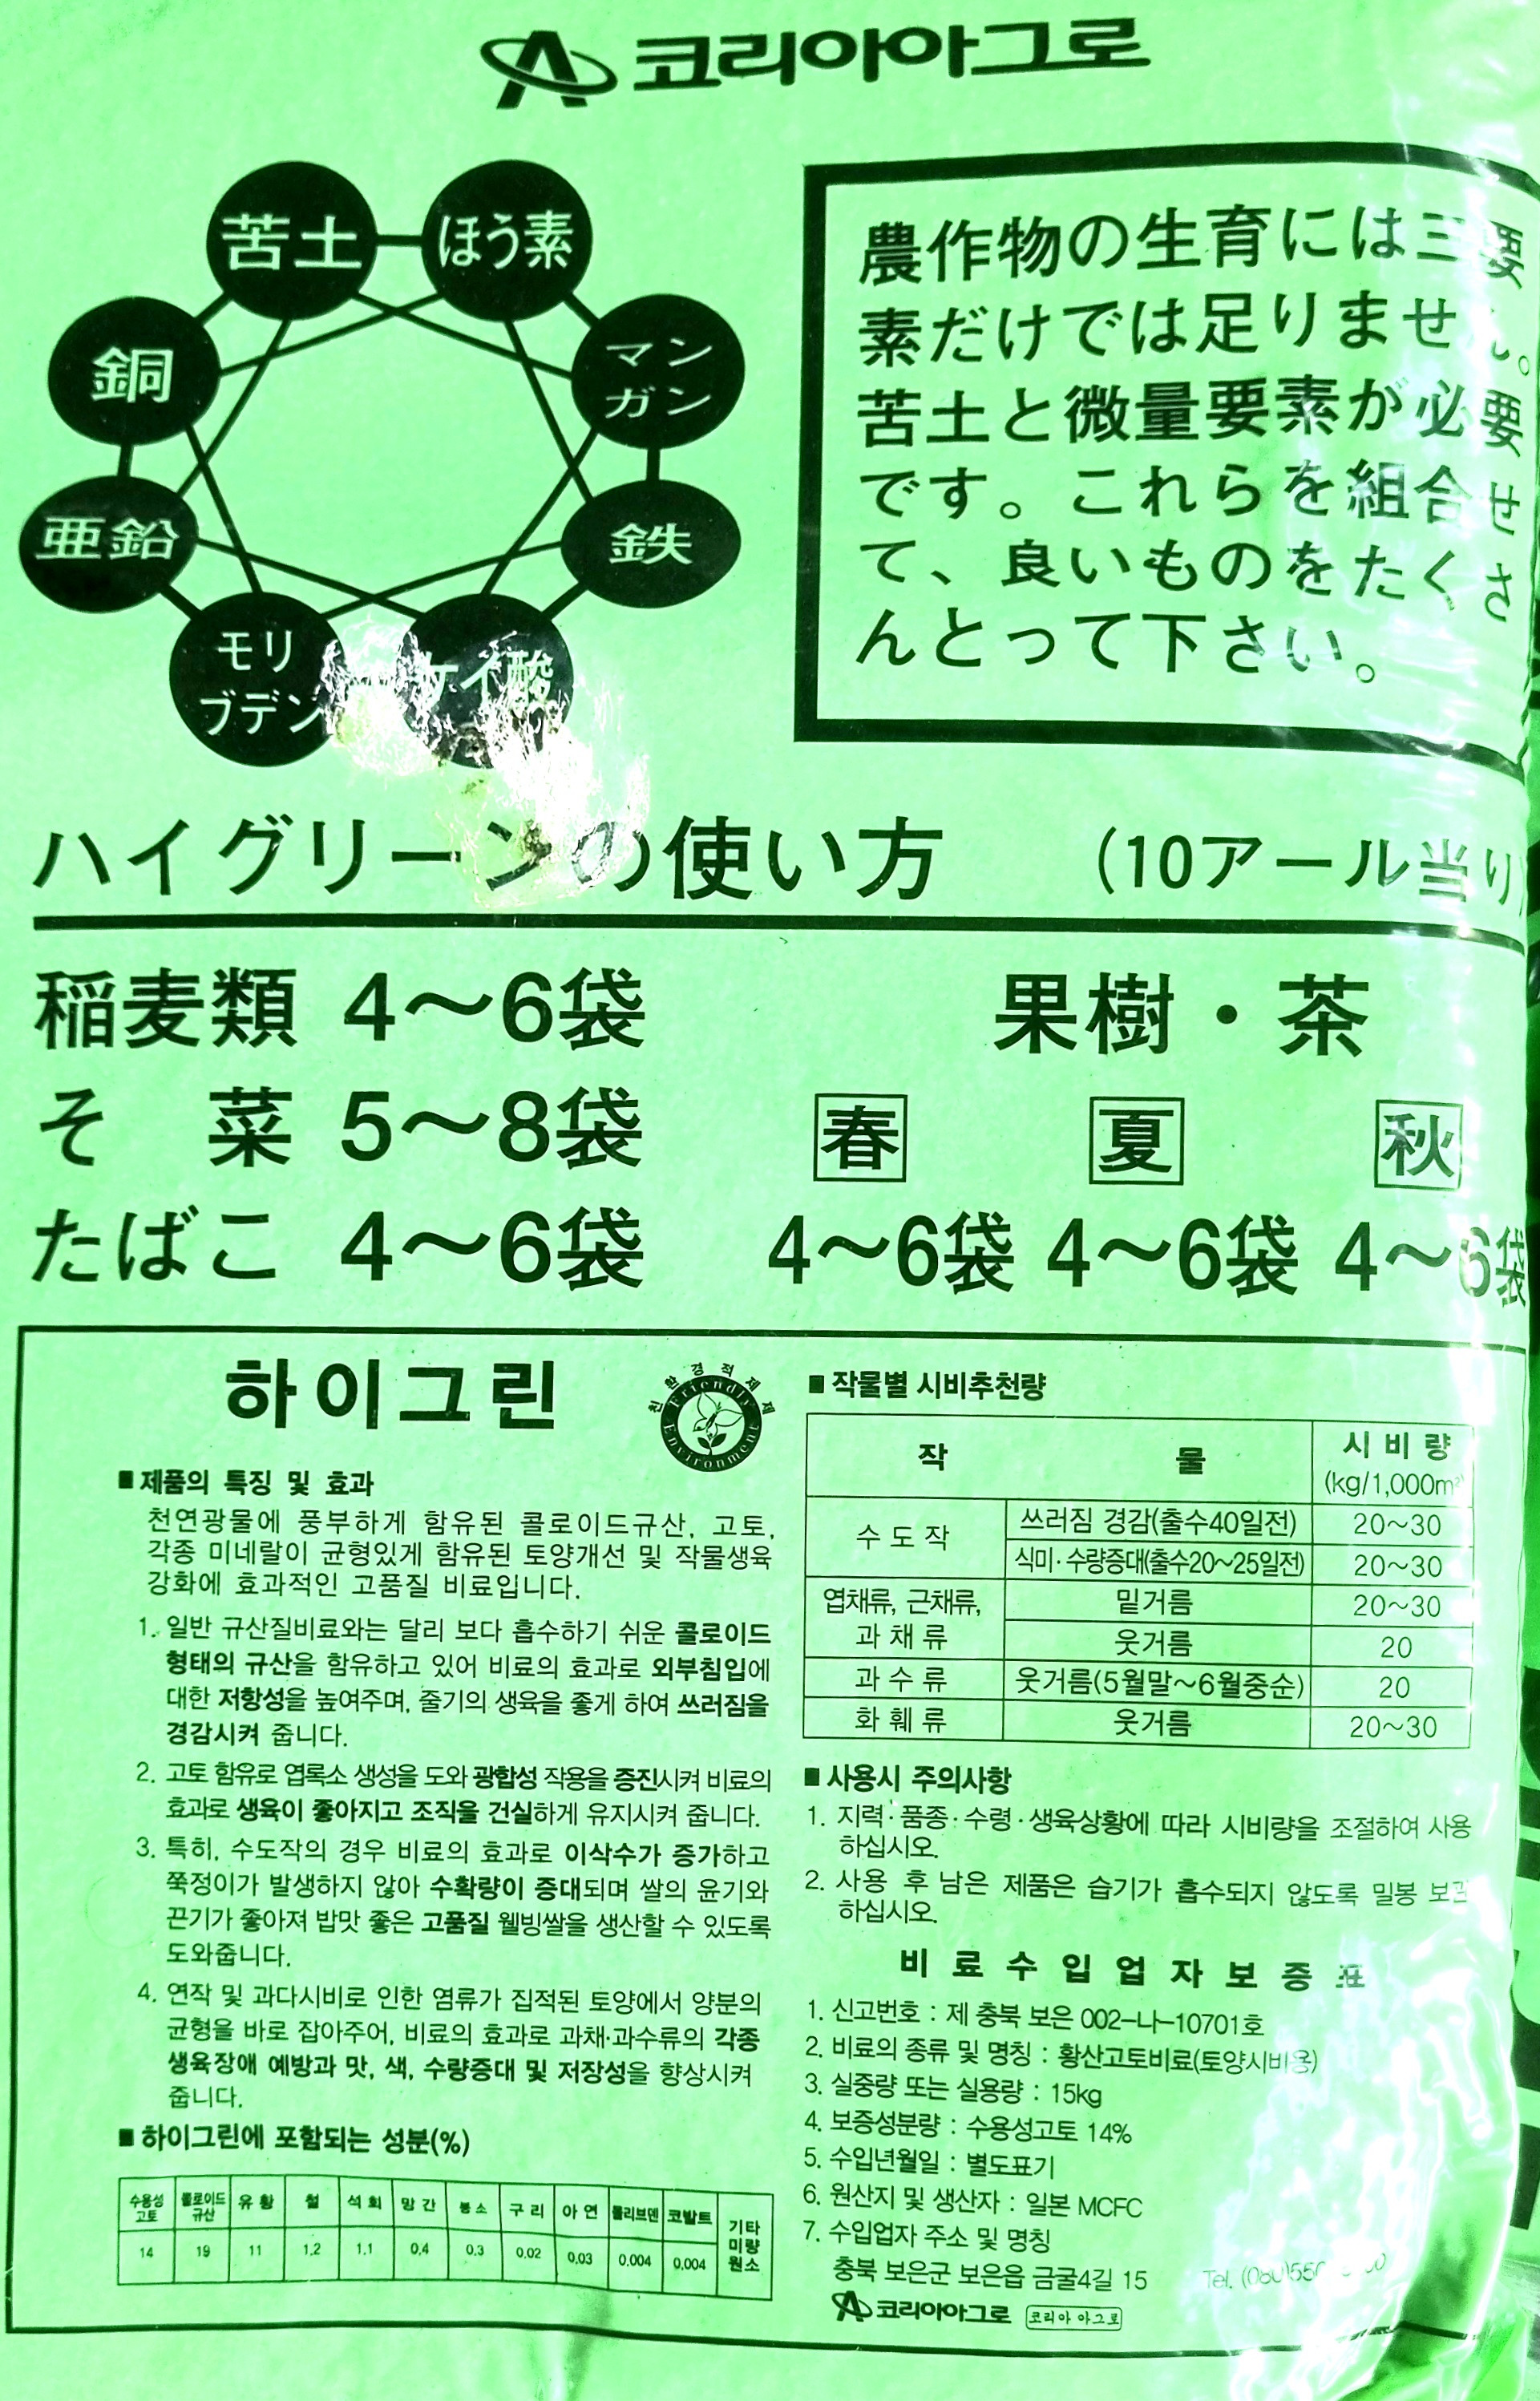 코리아아그로
苦土
ほう素
銅
マン
ガン
亜鉛
鉄
モリ
ブデン
ケイ酸
農作物の生育には三要
素だけでは足りません。
苦土と微量要素が必要
です。これらを組合せ
て、良いものをたくさ
んとって下さい。
ハイグリーンの使い方 (10アール当り)
稲麦類 4〜6袋
そ 菜 5〜8袋
たばこ 4〜6袋
果樹・茶
春 夏 秋
4〜6袋 4〜6袋 4〜6袋
하이그린
친환경적제제
Friendly
Environment
■ 제품의 특징 및 효과
천연광물에 풍부하게 함유된 콜로이드규산, 고토,
각종 미네랄이 균형있게 함유된 토양개선 및 작물생육
강화에 효과적인 고품질 비료입니다.
1. 일반 규산질비료와는 달리 보다 흡수하기 쉬운 콜로이드
형태의 규산을 함유하고 있어 비료의 효과로 외부침입에
대한 저항성을 높여주며, 줄기의 생육을 좋게 하여 쓰러짐을
경감시켜 줍니다.
2. 고토 함유로 엽록소 생성을 도와 광합성 작용을 증진시켜 비료의
효과로 생육이 좋아지고 조직을 건실하게 유지시켜 줍니다.
3. 특히, 수도작의 경우 비료의 효과로 이삭수가 증가하고
쭉정이가 발생하지 않아 수확량이 증대되며 쌀의 윤기와
끈기가 좋아져 밥맛 좋은 고품질 웰빙쌀을 생산할 수 있도록
도와줍니다.
4. 연작 및 과다시비로 인한 염류가 집적된 토양에서 양분의
균형을 바로 잡아주어, 비료의 효과로 과채·과수류의 각종
생육장애 예방과 맛, 색, 수량증대 및 저장성을 향상시켜
줍니다.
■ 하이그린에 포함되는 성분(%)
수용성고토 콜로이드규산 유황 철 석회 망간 붕소 구리 아연 몰리브덴 코발트 기타미량원소
14 19 11 1.2 1.1 0.4 0.3 0.02 0.03 0.004 0.004
■ 작물별 시비추천량
작 물 시비량
(kg/1,000m²)
수도작 쓰러짐 경감(출수40일전) 20~30
식미·수량증대(출수20~25일전) 20~30
엽채류, 근채류, 밑거름 20~30
과채류 웃거름 20
과수류 웃거름(5월말~6월중순) 20
화훼류 웃거름 20~30
■ 사용시 주의사항
1. 지력·품종·수령·생육상황에 따라 시비량을 조절하여 사용
하십시오.
2. 사용 후 남은 제품은 습기가 흡수되지 않도록 밀봉 보관
하십시오.
비료수입업자보증표
1. 신고번호 : 제 충북 보은 002-나-10701호
2. 비료의 종류 및 명칭 : 황산고토비료(토양시비용)
3. 실중량 또는 실용량 : 15kg
4. 보증성분량 : 수용성고토 14%
5. 수입년월일 : 별도표기
6. 원산지 및 생산자 : 일본 MCFC
7. 수입업자 주소 및 명칭
충북 보은군 보은읍 금굴4길 15 Tel.
코리아아그로 코리아 아그로